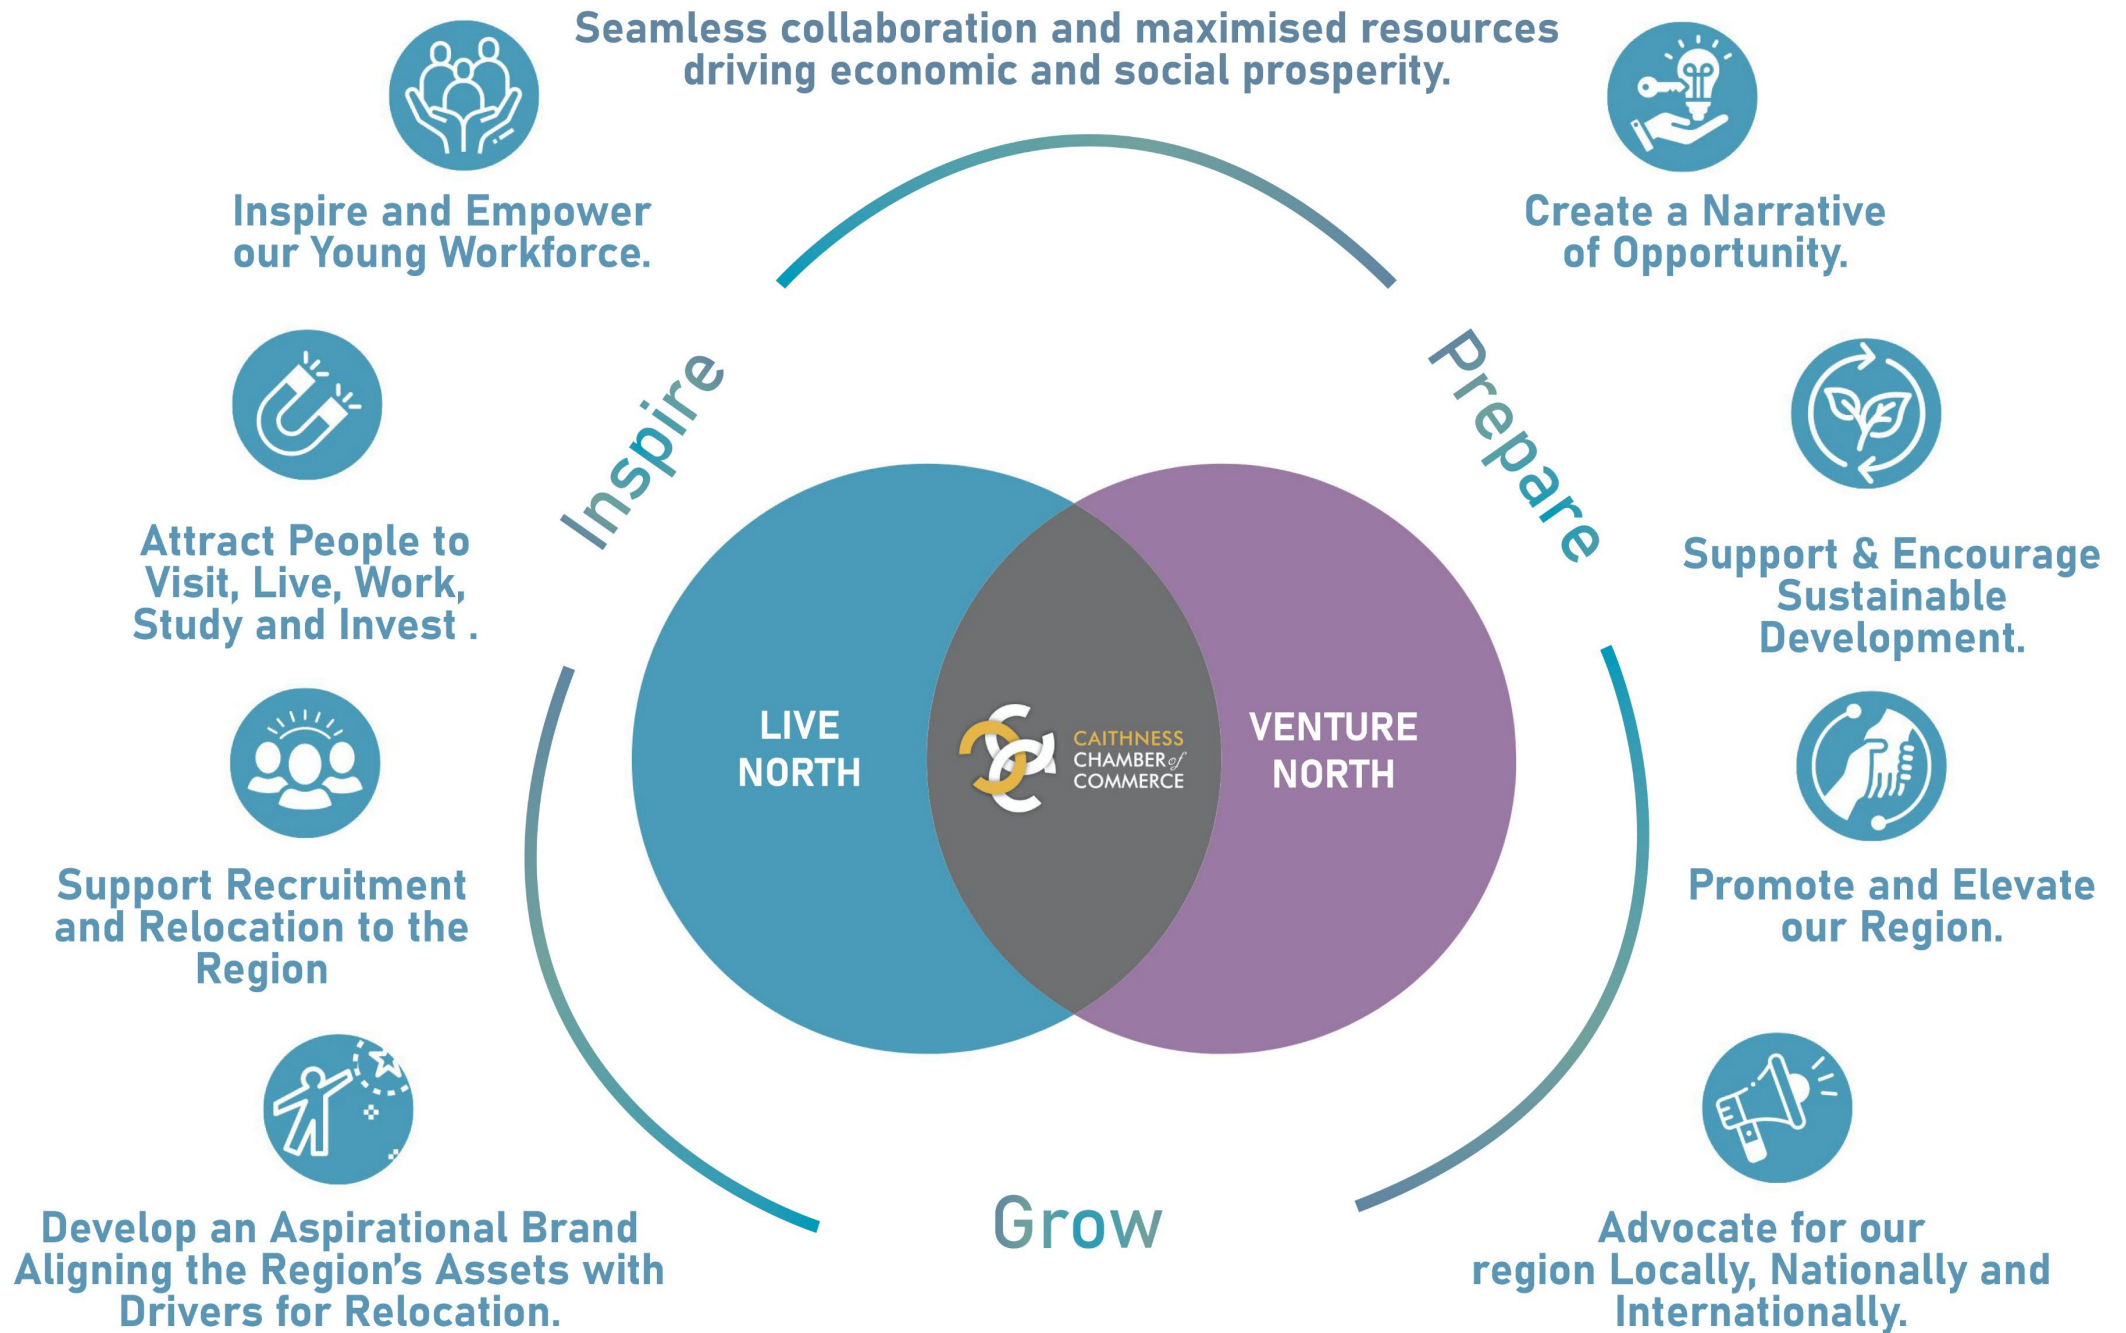 Seamless collaboration and maximised resources
driving economic and social prosperity.
Inspire and Empower
our Young Workforce.
Create a Narrative
of Opportunity.
Inspire
Prepare
Attract People to
Visit, Live, Work,
Study and Invest .
Support & Encourage
Sustainable
Development.
LIVE
NORTH
CAITHNESS
CHAMBER of
COMMERCE
VENTURE
NORTH
Support Recruitment
and Relocation to the
Region
Promote and Elevate
our Region.
Grow
Develop an Aspirational Brand
Aligning the Region's Assets with
Drivers for Relocation.
Advocate for our
region Locally, Nationally and
Internationally.